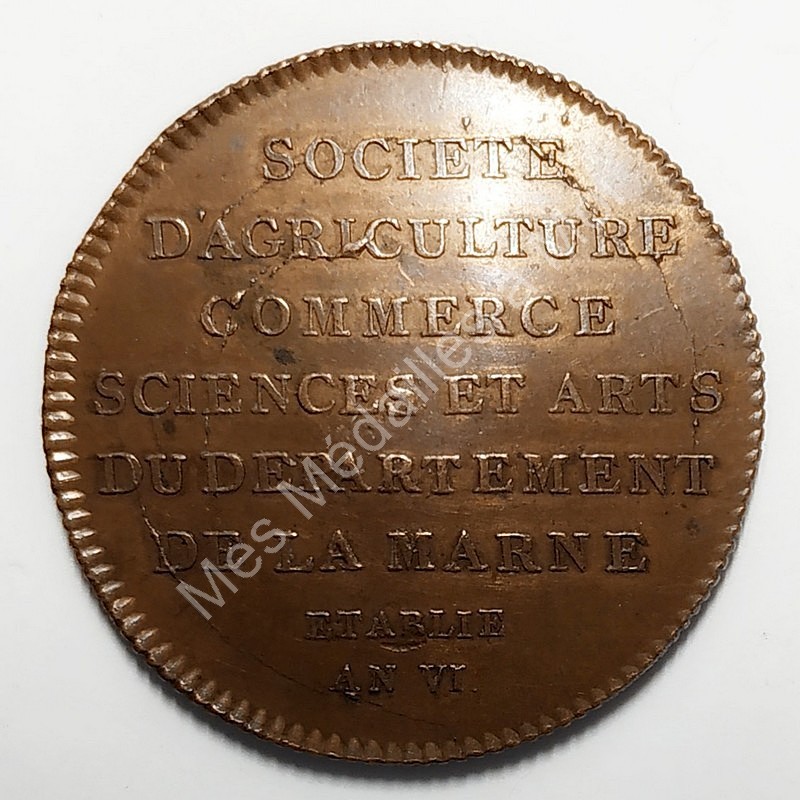 SOCIETE
D'AGRICULTURE
COMMERCE
SCIENCES ET ARTS
DU DEPARTEMENT
DE LA MARNE
ETABLIE
AN VI.
Mes Médailles